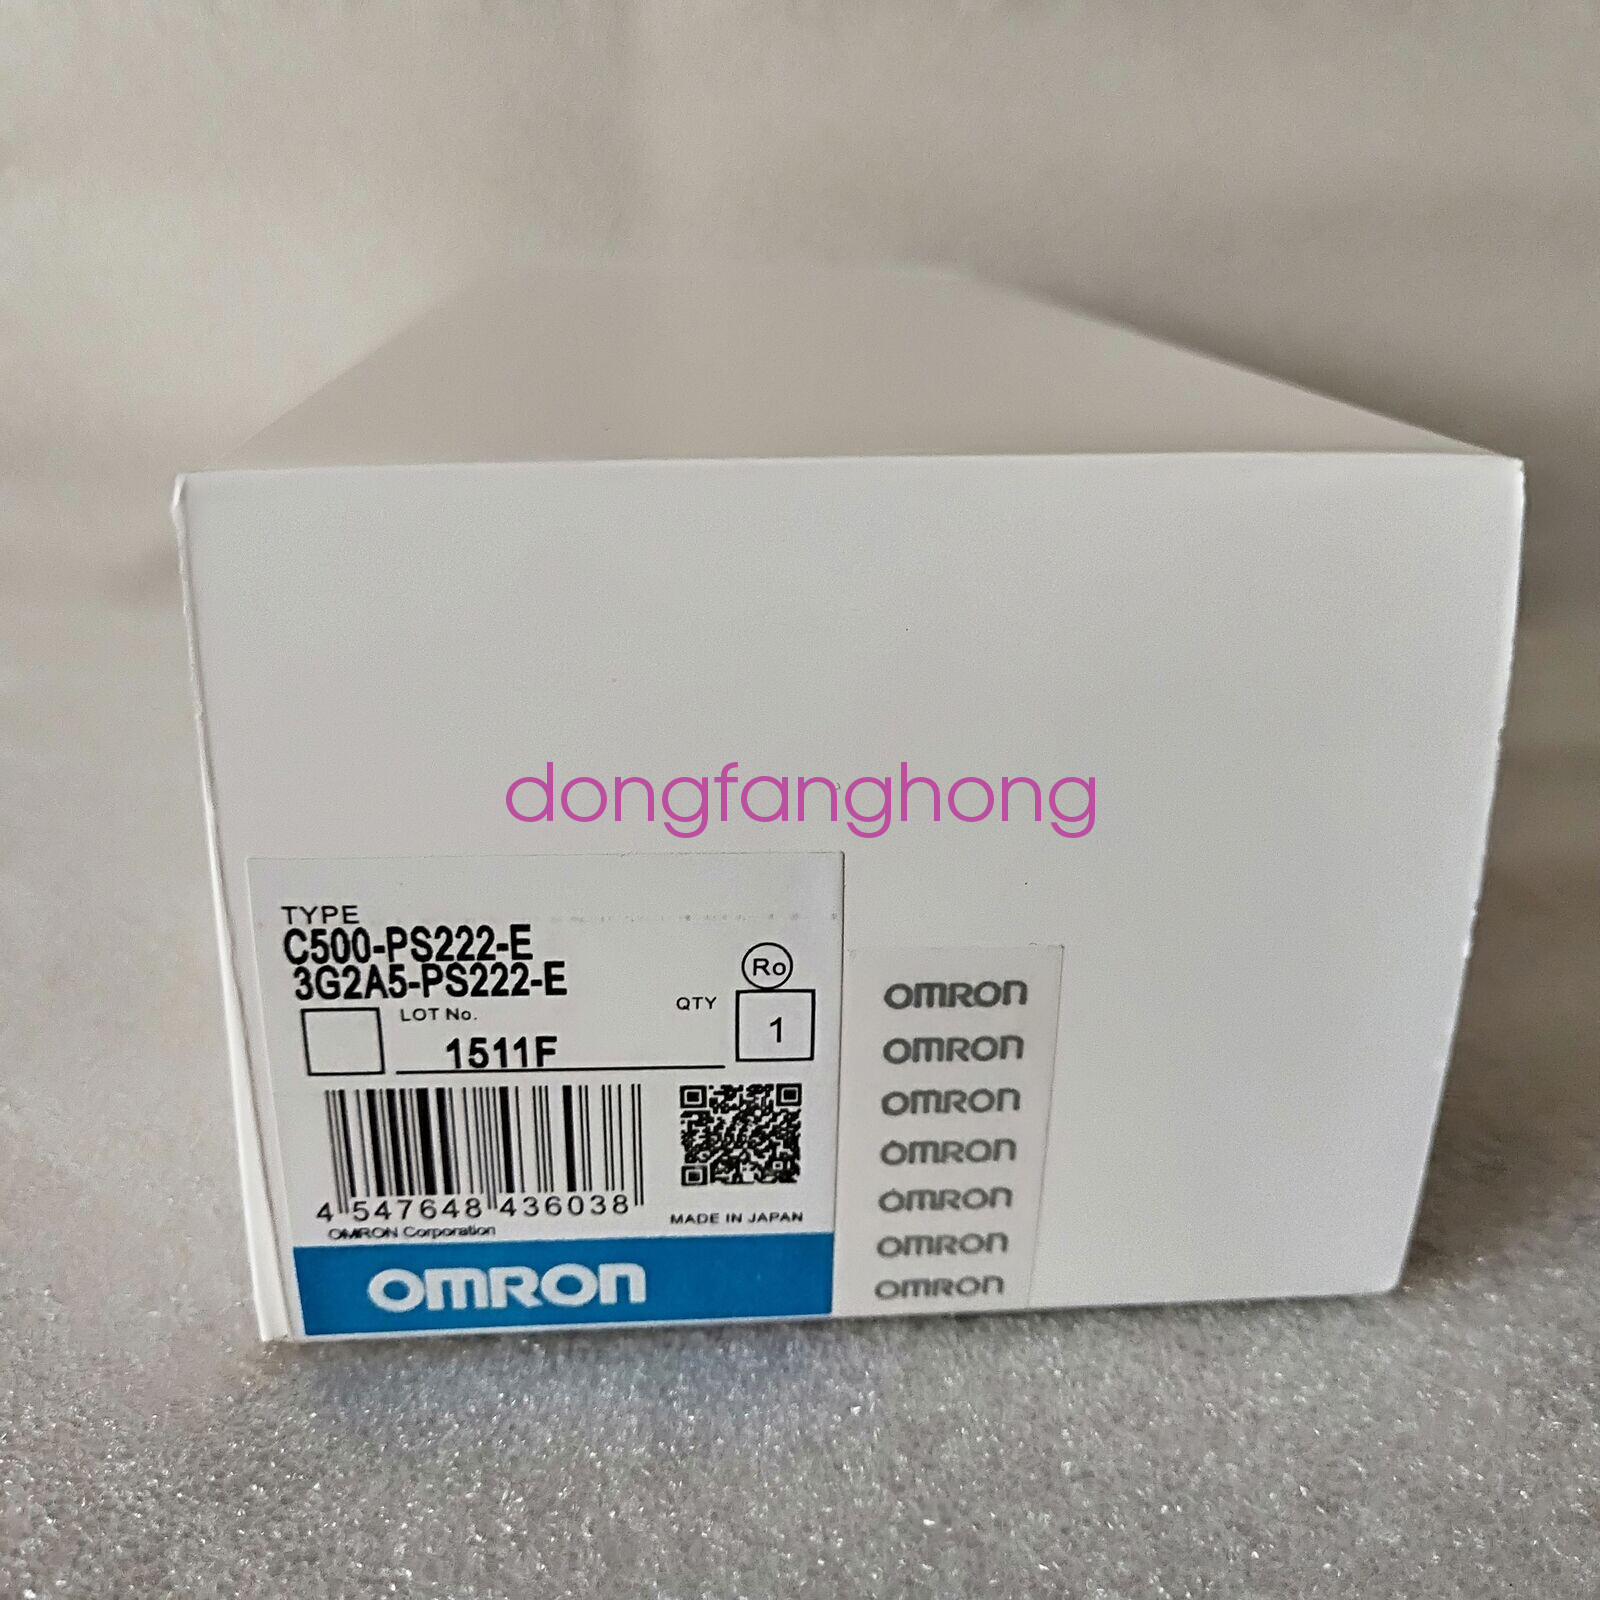 dongfanghong
TYPE
C500-PS222-E
3G2A5-PS222-E
Ro
LOT No.
QTY
1511F
1
4 547648 436038
OMRON Corporation
MADE IN JAPAN
OMRON
OMRON
OMRON
OMRON
OMRON
OMRON
OMRON
OMRON